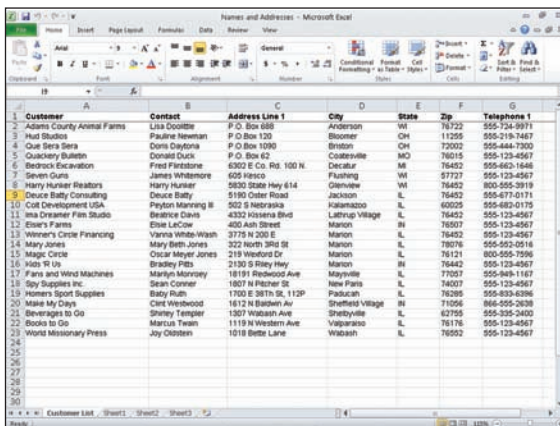 Names and Addresses - Microsoft Excel
File Home Insert Page Layout Formulas Data Review View
Paste Arial 9 General Conditional Formatting Format as Table Cell Styles Insert Delete Format Sort & Filter Find & Select
Clipboard Font Alignment Number Styles Cells Editing
I9 fx
A B C D E F G
1 Customer Contact Address Line 1 City State Zip Telephone 1
2 Adams County Animal Farms Lisa Doolittle P.O. Box 688 Anderson WI 76722 555-724-9971
3 Hud Studios Pauline Newman P.O. Box 120 Bloom OH 11255 555-219-7467
4 Que Sera Sera Doris Daytona P.O. Box 1090 Briston OH 72002 555-444-7300
5 Quackery Bulletin Donald Duck P.O. Box 62 Coatesville MO 76015 555-123-4567
6 Bedrock Excavation Fred Flintstone 6302 E Co. Rd. 100 N. Decatur MI 76452 555-662-1646
7 Seven Guns James Whitemore 605 Kesco Flushing WI 57727 555-123-4567
8 Harry Hunker Realtors Harry Hunker 5830 State Hwy 614 Glenview WI 76452 800-555-3919
9 Deuce Batty Consulting Deuce Batty 5190 Oster Road Jackson IL 76452 555-677-0171
10 Colt Development USA Peyton Manning III 502 S Nebraska Kalamazoo IL 60025 555-682-0175
11 Ima Dreamer Film Studio Beatrice Davis 4332 Kissena Blvd Lathrup Village IL 76452 555-123-4567
12 Elsie's Farms Elsie LeCow 400 Ash Street Marion IN 76507 555-123-4567
13 Winner's Circle Financing Vanna White-Wash 3775 N 200 E Marion IL 76452 555-123-4567
14 Mary Jones Mary Beth Jones 322 North 3Rd St Marion IL 78076 555-552-0516
15 Magic Circle Oscar Meyer Jones 219 Wexford Dr Marion IL 76121 800-555-7596
16 Kids 'R Us Bradley Pitts 2130 S Riley Hwy Marion IN 76442 555-123-4567
17 Fans and Wind Machines Marilyn Monroey 18191 Redwood Ave Maysville IL 77057 555-949-1167
18 Spy Supplies Inc. Sean Conner 1807 N Pitcher St New Paris IL 74007 555-123-4567
19 Homers Sport Supplies Baby Ruth 1700 E 38Th St, 112P Paducah IL 76285 555-833-6396
20 Make My Days Clint Westwood 1612 N Baldwin Av Sheffield Village IN 71056 866-555-2638
21 Beverages to Go Shirley Templer 1307 Wabash Ave Shelbyville IL 62755 555-335-2400
22 Books to Go Marcus Twain 1119 N Western Ave Valparaiso IL 76176 555-123-4567
23 World Missionary Press Joy Oldstein 1018 Bette Lane Wabash IL 76552 555-123-4567
24
25
26
27
28
29
30
Customer List Sheet1 Sheet2 Sheet3
Ready 125%